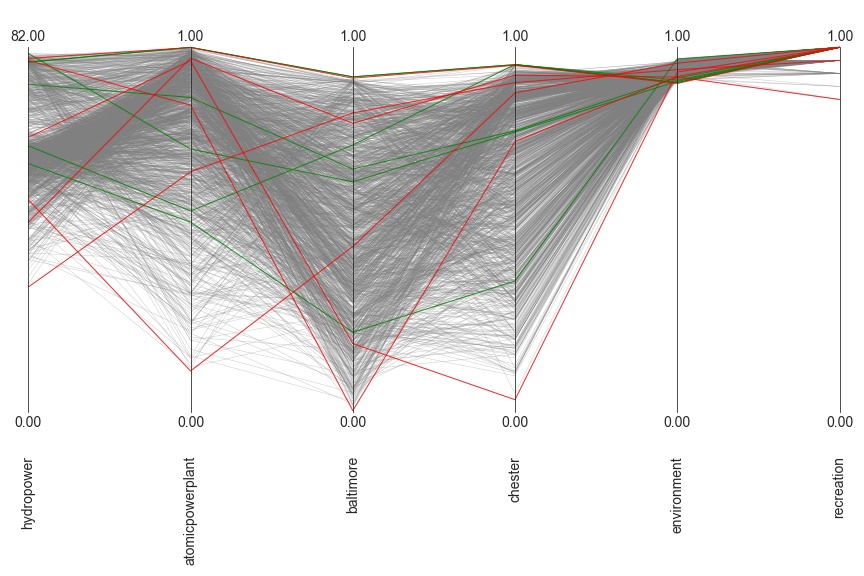 82.00 1.00 1.00 1.00 1.00 1.00
0.00 0.00 0.00 0.00 0.00 0.00
hydropower
atomicpowerplant
baltimore
chester
environment
recreation